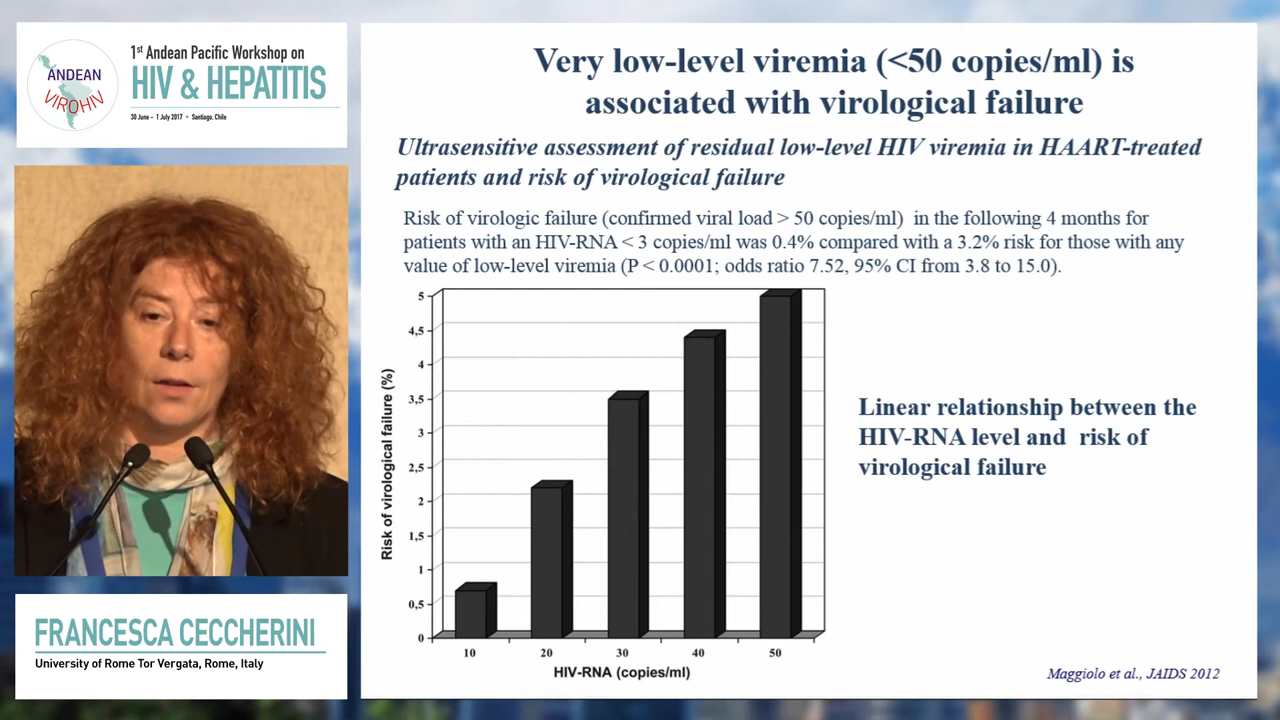 1st Andean Pacific Workshop on
HIV & HEPATITIS
30 June – 1 July 2017 • Santiago, Chile
ANDEAN
VIROHIV
FRANCESCA CECCHERINI
University of Rome Tor Vergata, Rome, Italy
Very low-level viremia (<50 copies/ml) is
associated with virological failure
Ultrasensitive assessment of residual low-level HIV viremia in HAART-treated
patients and risk of virological failure
Risk of virologic failure (confirmed viral load > 50 copies/ml) in the following 4 months for
patients with an HIV-RNA < 3 copies/ml was 0.4% compared with a 3.2% risk for those with any
value of low-level viremia (P < 0.0001; odds ratio 7.52, 95% CI from 3.8 to 15.0).
Risk of virological failure (%)
5
4,5
4
3,5
3
2,5
2
1,5
1
0,5
0
10 20 30 40 50
HIV-RNA (copies/ml)
Linear relationship between the
HIV-RNA level and risk of
virological failure
Maggiolo et al., JAIDS 2012